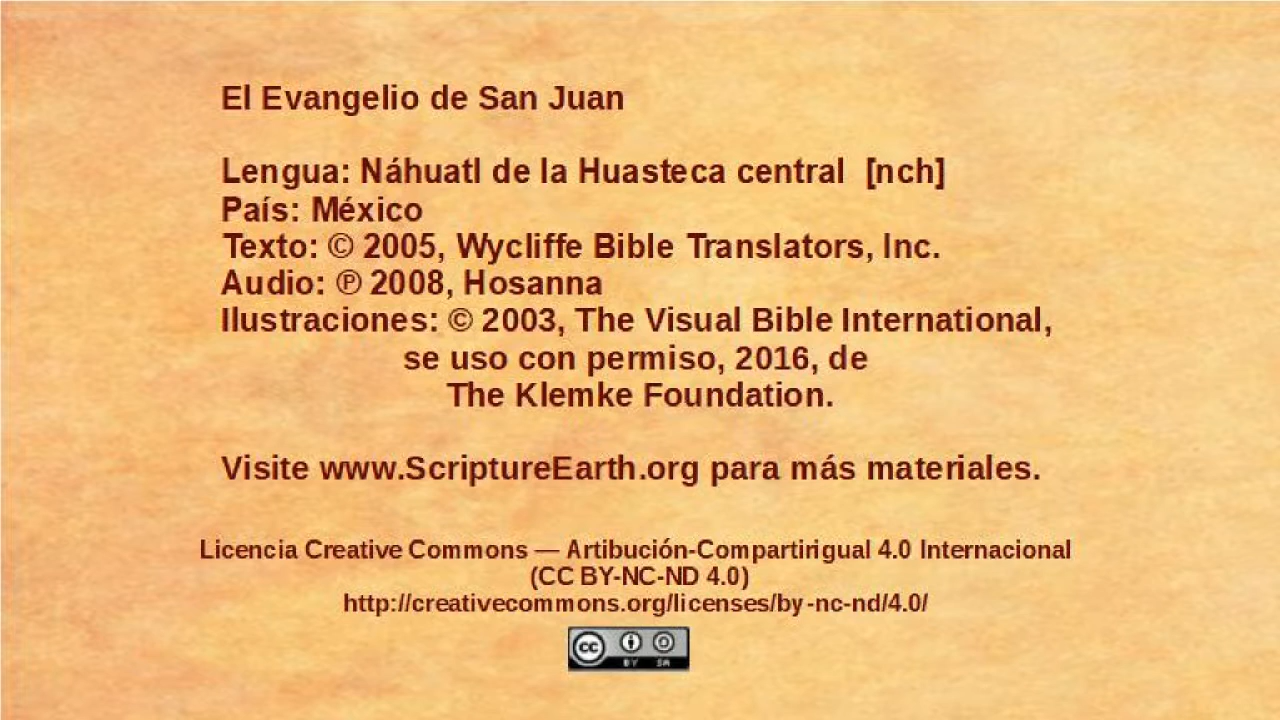 El Evangelio de San Juan
Lengua: Náhuatl de la Huasteca central [nch]
País: México
Texto: © 2005, Wycliffe Bible Translators, Inc.
Audio: ℗ 2008, Hosanna
Ilustraciones: © 2003, The Visual Bible International,
se uso con permiso, 2016, de
The Klemke Foundation.
Visite www.ScriptureEarth.org para más materiales.
Licencia Creative Commons — Artibución-Compartirigual 4.0 Internacional
(CC BY-NC-ND 4.0)
http://creativecommons.org/licenses/by-nc-nd/4.0/
cc BY SA